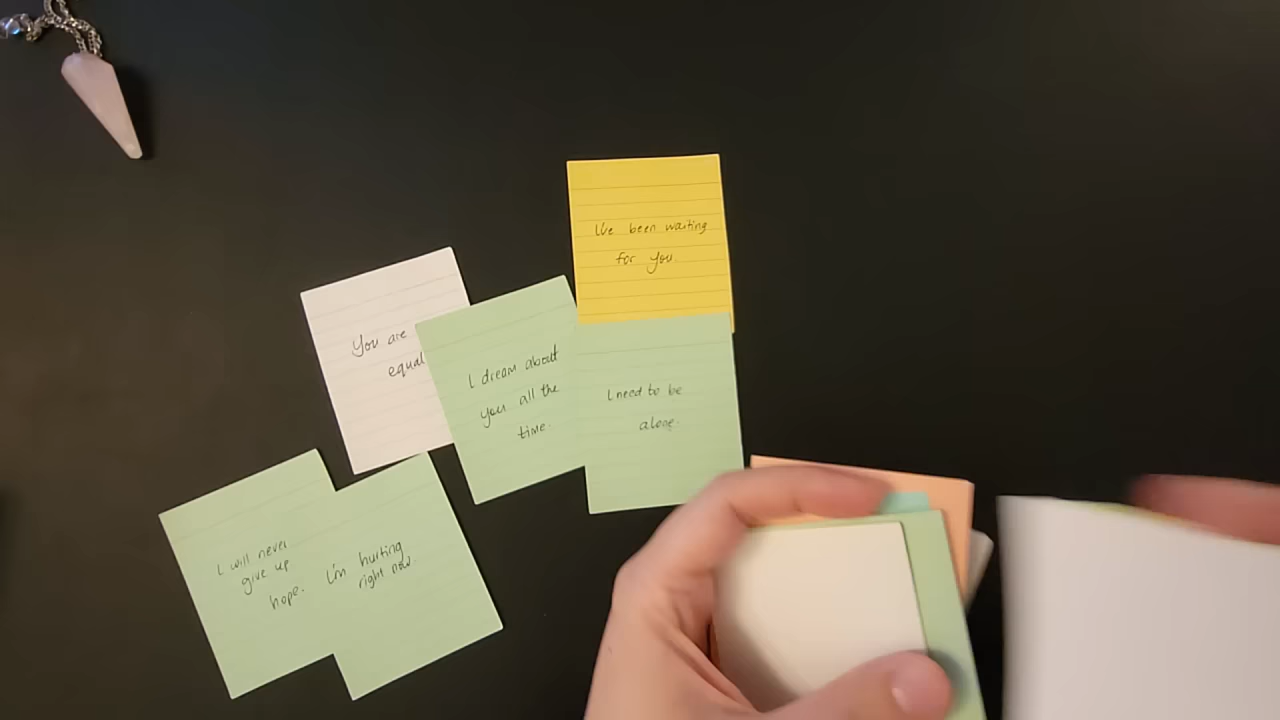 I've been waiting
for you.
You are
equal
I dream about
you all the
time.
I need to be
alone.
I will never
give up
hope.
I'm hurting
right now